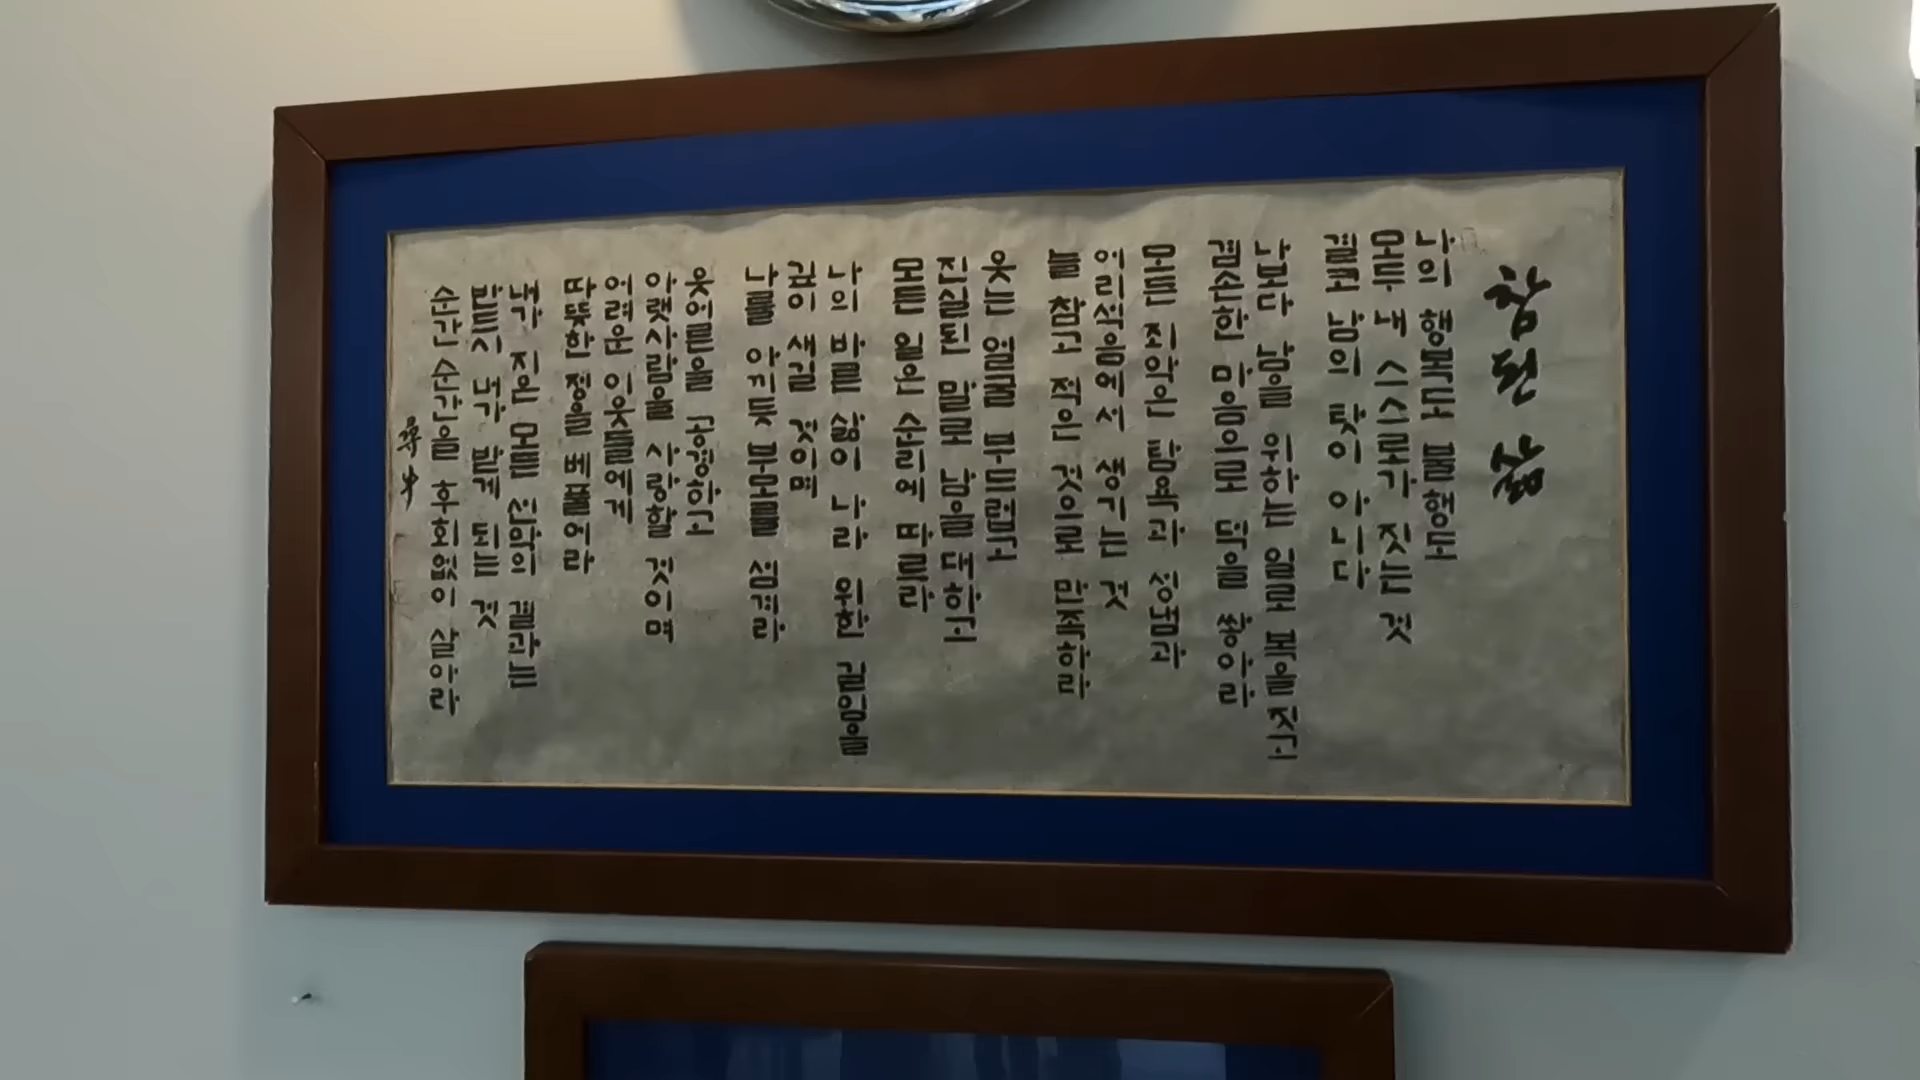 참된 삶
나의 행복도 불행도
모두 내 스스로가 짓는 것
결코 남의 탓이 아니다
나보다 남을 위하는 일로 복을 짓고
겸손한 마음으로 덕을 쌓아라
모든 죄악은 탐욕과 성냄과
어리석음에서 생기는 것
늘 참고 적은 것으로 만족하라
웃는 얼굴 부드럽고
진실된 말로 남을 대하고
모든 일은 순리에 따르라
나의 바른 삶이 나라 위한 길임을
깊이 새길 것이며
나를 아끼듯 부모를 섬겨라
웃어른을 공경하고
아랫사람을 사랑할 것이며
어려운 이웃들에게
따뜻한 정을 베풀어라
내가 지은 모든 선악의 결과는
반드시 내가 받게 되는 것
순간순간을 후회없이 살아라
尋牛